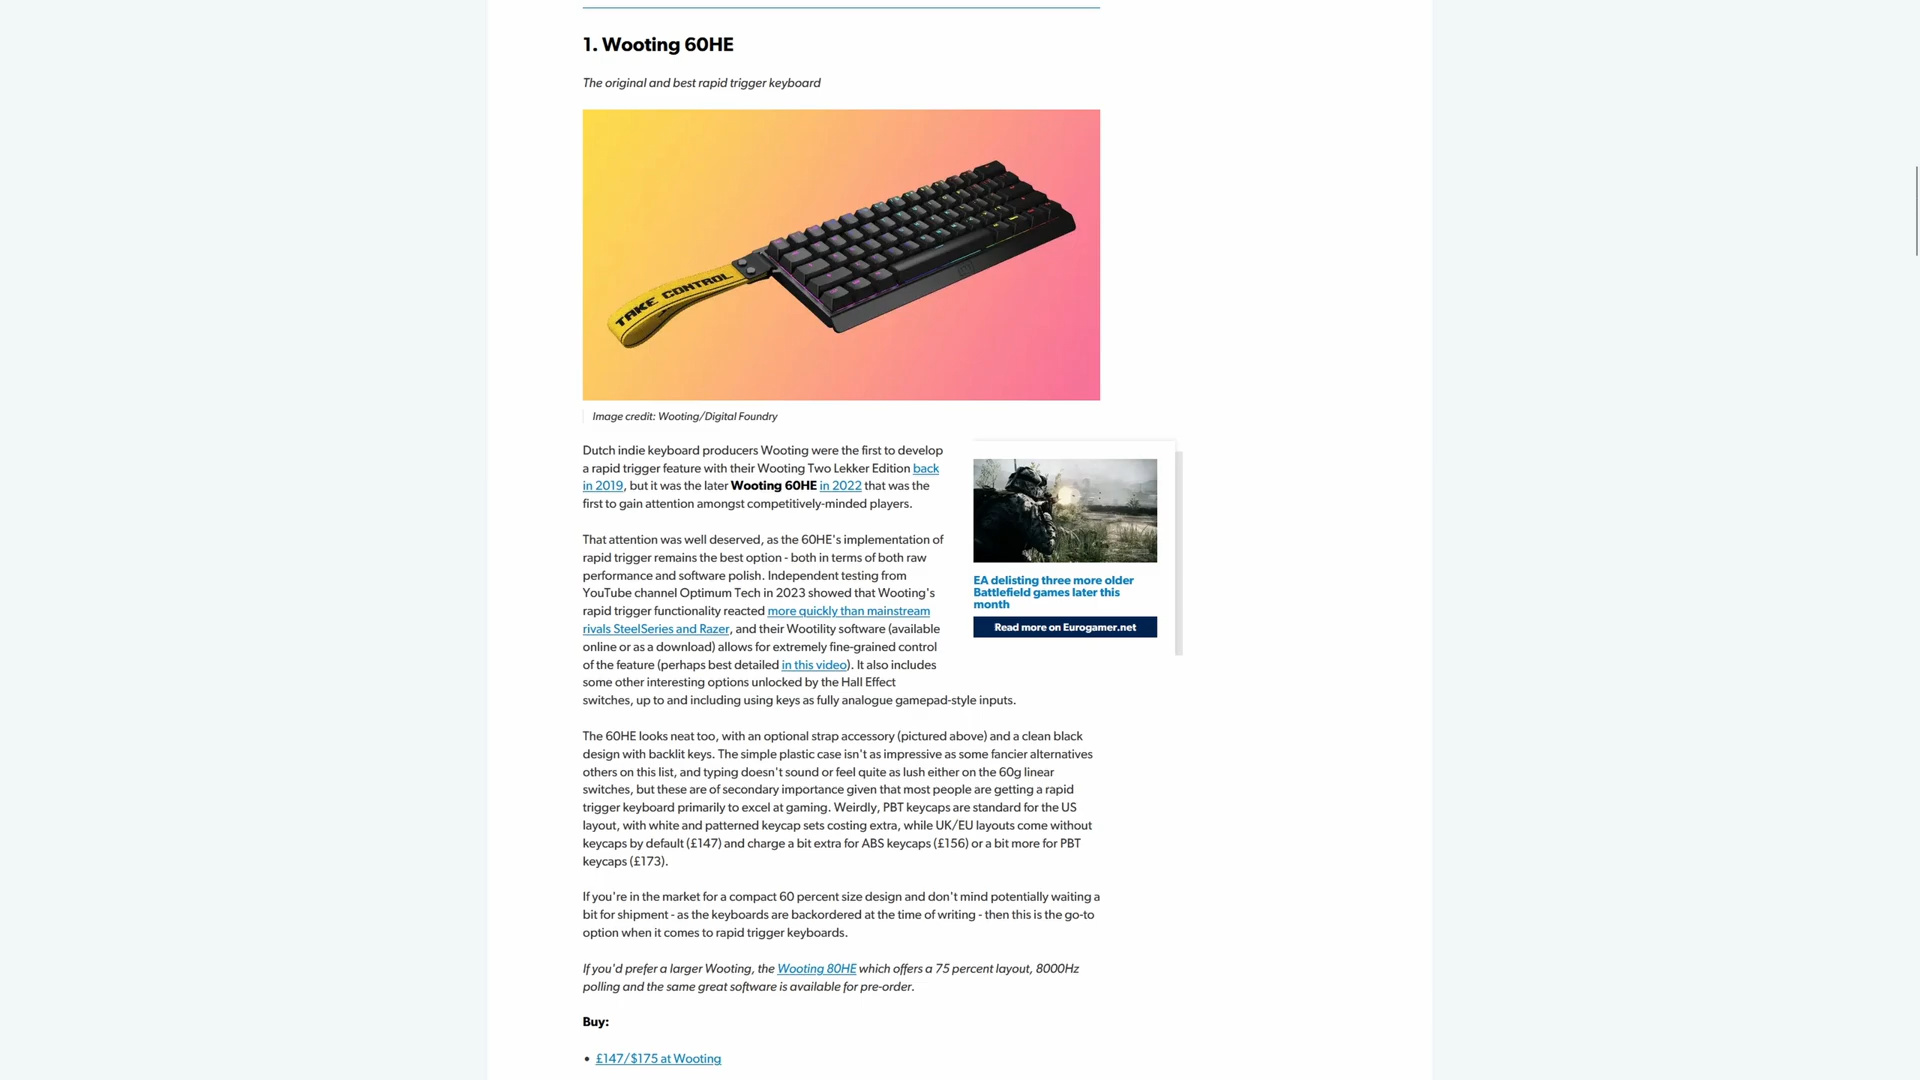 1. Wooting 60HE
The original and best rapid trigger keyboard
TAKE CONTROL
Image credit: Wooting/Digital Foundry
Dutch indie keyboard producers Wooting were the first to develop
a rapid trigger feature with their Wooting Two Lekker Edition back
in 2019, but it was the later Wooting 60HE in 2022 that was the
first to gain attention amongst competitively-minded players.
That attention was well deserved, as the 60HE's implementation of
rapid trigger remains the best option - both in terms of both raw
performance and software polish. Independent testing from
YouTube channel Optimum Tech in 2023 showed that Wooting's
rapid trigger functionality reacted more quickly than mainstream
rivals SteelSeries and Razer, and their Wootility software (available
online or as a download) allows for extremely fine-grained control
of the feature (perhaps best detailed in this video). It also includes
some other interesting options unlocked by the Hall Effect
switches, up to and including using keys as fully analogue gamepad-style inputs.
EA delisting three more older
Battlefield games later this
month
Read more on Eurogamer.net
The 60HE looks neat too, with an optional strap accessory (pictured above) and a clean black
design with backlit keys. The simple plastic case isn't as impressive as some fancier alternatives
others on this list, and typing doesn't sound or feel quite as lush either on the 60g linear
switches, but these are of secondary importance given that most people are getting a rapid
trigger keyboard primarily to excel at gaming. Weirdly, PBT keycaps are standard for the US
layout, with white and patterned keycap sets costing extra, while UK/EU layouts come without
keycaps by default (£147) and charge a bit extra for ABS keycaps (£156) or a bit more for PBT
keycaps (£173).
If you're in the market for a compact 60 percent size design and don't mind potentially waiting a
bit for shipment - as the keyboards are backordered at the time of writing - then this is the go-to
option when it comes to rapid trigger keyboards.
If you'd prefer a larger Wooting, the Wooting 80HE which offers a 75 percent layout, 8000Hz
polling and the same great software is available for pre-order.
Buy:
• £147/$175 at Wooting